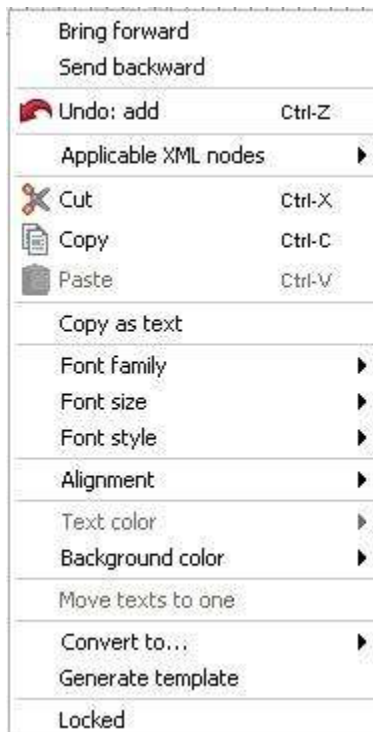 Bring forward
Send backward
Undo: add Ctrl-Z
Applicable XML nodes
Cut Ctrl-X
Copy Ctrl-C
Paste Ctrl-V
Copy as text
Font family
Font size
Font style
Alignment
Text color
Background color
Move texts to one
Convert to...
Generate template
Locked